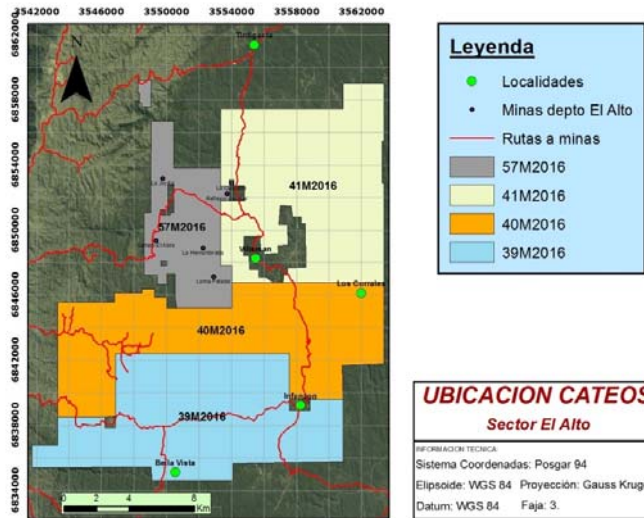 3542000 3546000 3550000 3554000 3558000 3562000
6862000
6858000
6854000
6850000
6846000
6842000
6838000
6834000
N
41M2016
57M2016
Vilisman
Los Corrales
40M2016
39M2016
Infanzon
Bella Vista
0 2 4 8
Km
Leyenda
Localidades
Minas depto El Alto
Rutas a minas
57M2016
41M2016
40M2016
39M2016
UBICACION CATEOS
Sector El Alto
INFORMACION TECNICA
Sistema Coordenadas: Posgar 94
Elipsoide: WGS 84 Proyección: Gauss Krug
Datum: WGS 84 Faja: 3.